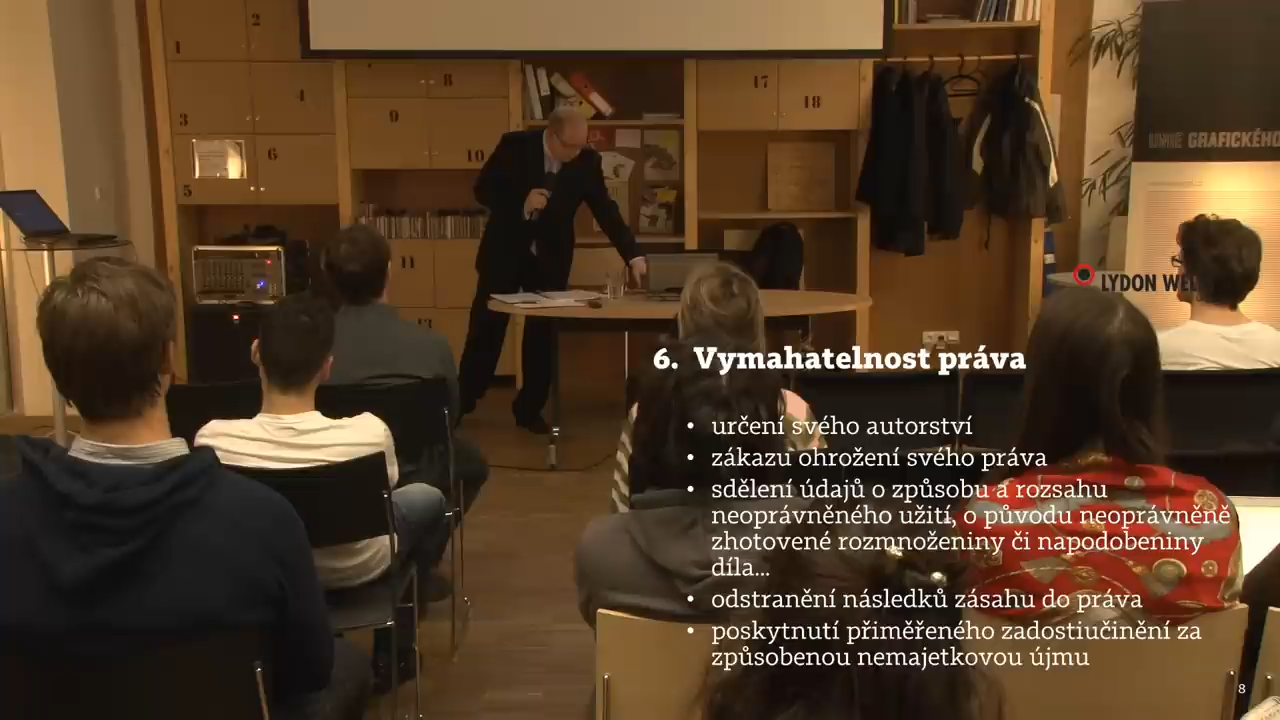 2
1
8
17
4
18
9
3
6
10
GRAFICKÉHO
5
11
LYDON
6. Vymahatelnost práva
• určení svého autorství
• zákazu ohrožení svého práva
• sdělení údajů o způsobu a rozsahu
neoprávněného užití, o původu neoprávněně
zhotovené rozmnoženiny či napodobeniny
díla...
• odstranění následků zásahu do práva
• poskytnutí přiměřeného zadostiučinění za
způsobenou nemajetkovou újmu
8